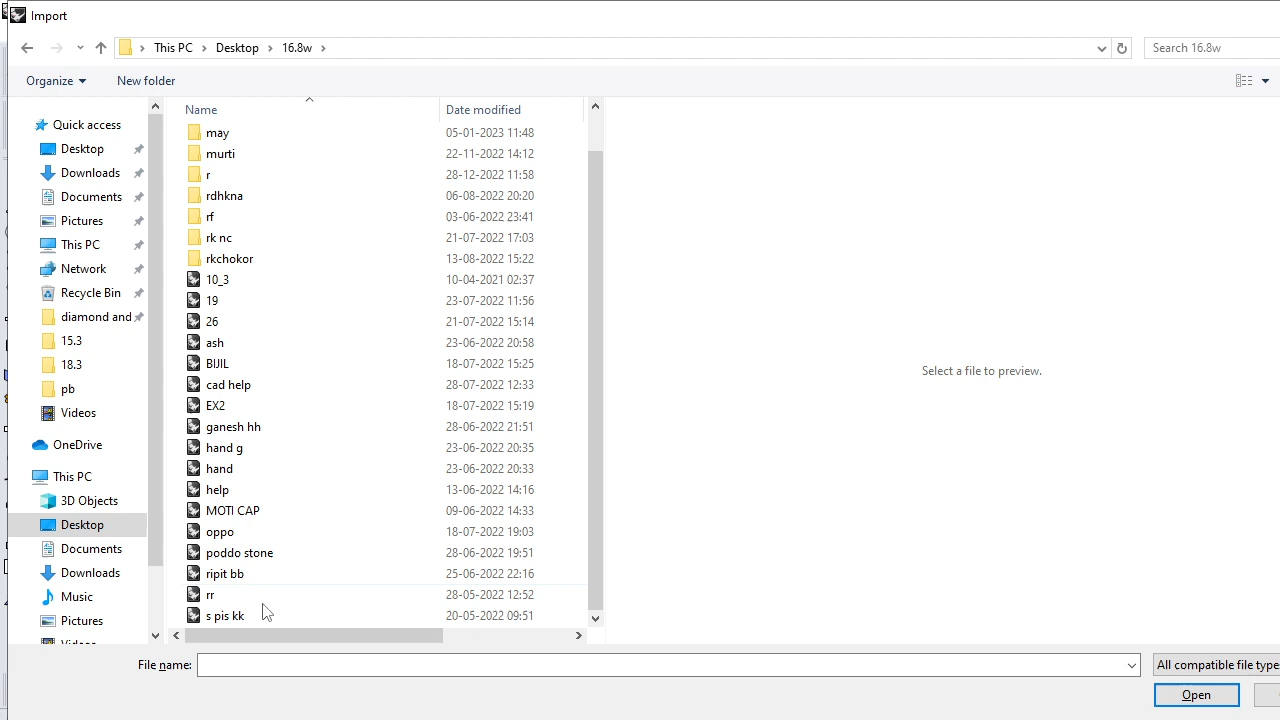 Import
This PC
Desktop
16.8w
Search 16.8w
Organize
New folder
Name
Date modified
Quick access
Desktop
Downloads
Documents
Pictures
This PC
Network
Recycle Bin
diamond and
15.3
18.3
pb
Videos
OneDrive
This PC
3D Objects
Desktop
Documents
Downloads
Music
Pictures
may 05-01-2023 11:48
murti 22-11-2022 14:12
r 28-12-2022 11:58
rdhkna 06-08-2022 20:20
rf 03-06-2022 23:41
rk nc 21-07-2022 17:03
rkchokor 13-08-2022 15:22
10_3 10-04-2021 02:37
19 23-07-2022 11:56
26 21-07-2022 15:14
ash 23-06-2022 20:58
BIJIL 18-07-2022 15:25
cad help 28-07-2022 12:33
EX2 18-07-2022 15:19
ganesh hh 28-06-2022 21:51
hand g 23-06-2022 20:35
hand 23-06-2022 20:33
help 13-06-2022 14:16
MOTI CAP 09-06-2022 14:33
oppo 18-07-2022 19:03
poddo stone 28-06-2022 19:51
ripit bb 25-06-2022 22:16
rr 28-05-2022 12:52
s pis kk 20-05-2022 09:51
Select a file to preview.
File name:
All compatible file type
Open